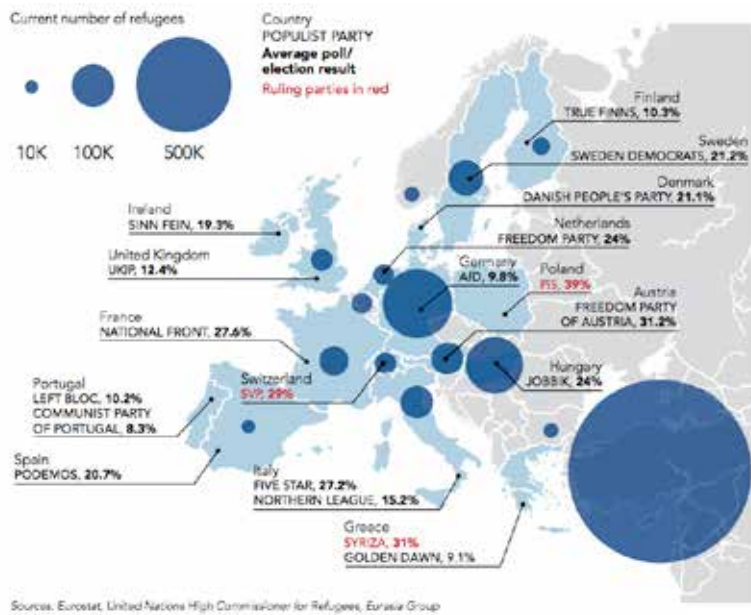 Current number of refugees
10K
100K
500K
Country
POPULIST PARTY
Average poll/
election result
Ruling parties in red
Finland
TRUE FINNS, 10.3%
Sweden
SWEDEN DEMOCRATS, 21.2%
Denmark
DANISH PEOPLE'S PARTY, 21.1%
Netherlands
FREEDOM PARTY, 24%
Germany
AfD, 9.8%
Poland
PiS, 39%
Austria
FREEDOM PARTY
OF AUSTRIA, 31.2%
Hungary
JOBBIK, 24%
Ireland
SINN FEIN, 19.3%
United Kingdom
UKIP, 12.4%
France
NATIONAL FRONT, 27.6%
Switzerland
SVP, 29%
Portugal
LEFT BLOC, 10.2%
COMMUNIST PARTY
OF PORTUGAL, 8.3%
Spain
PODEMOS, 20.7%
Italy
FIVE STAR, 27.2%
NORTHERN LEAGUE, 15.2%
Greece
SYRIZA, 31%
GOLDEN DAWN, 9.1%
Sources: Eurostat, United Nations High Commissioner for Refugees, Eurasia Group